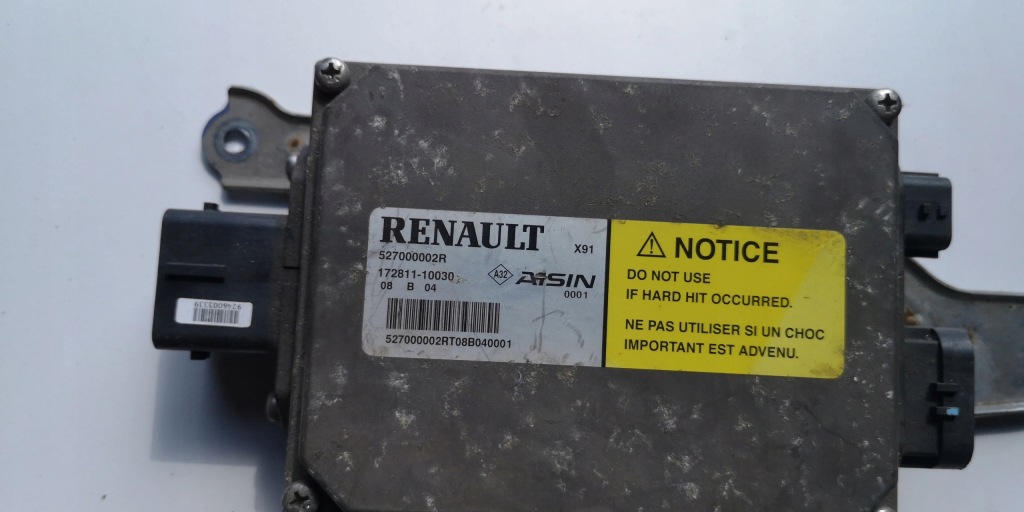 RENAULT X91
527000002R
172811-10030 A32 AISIN
08 B 04 0001
527000002RT08B040001
NOTICE
DO NOT USE
IF HARD HIT OCCURRED.
NE PAS UTILISER SI UN CHOC
IMPORTANT EST ADVENU.
9246003339